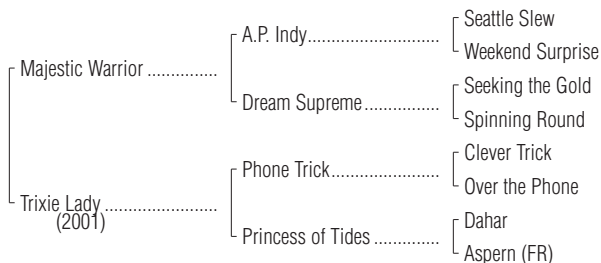 Seattle Slew
A.P. Indy
Weekend Surprise
Majestic Warrior
Seeking the Gold
Dream Supreme
Spinning Round
Clever Trick
Phone Trick
Over the Phone
Trixie Lady
(2001)
Dahar
Princess of Tides
Aspern (FR)